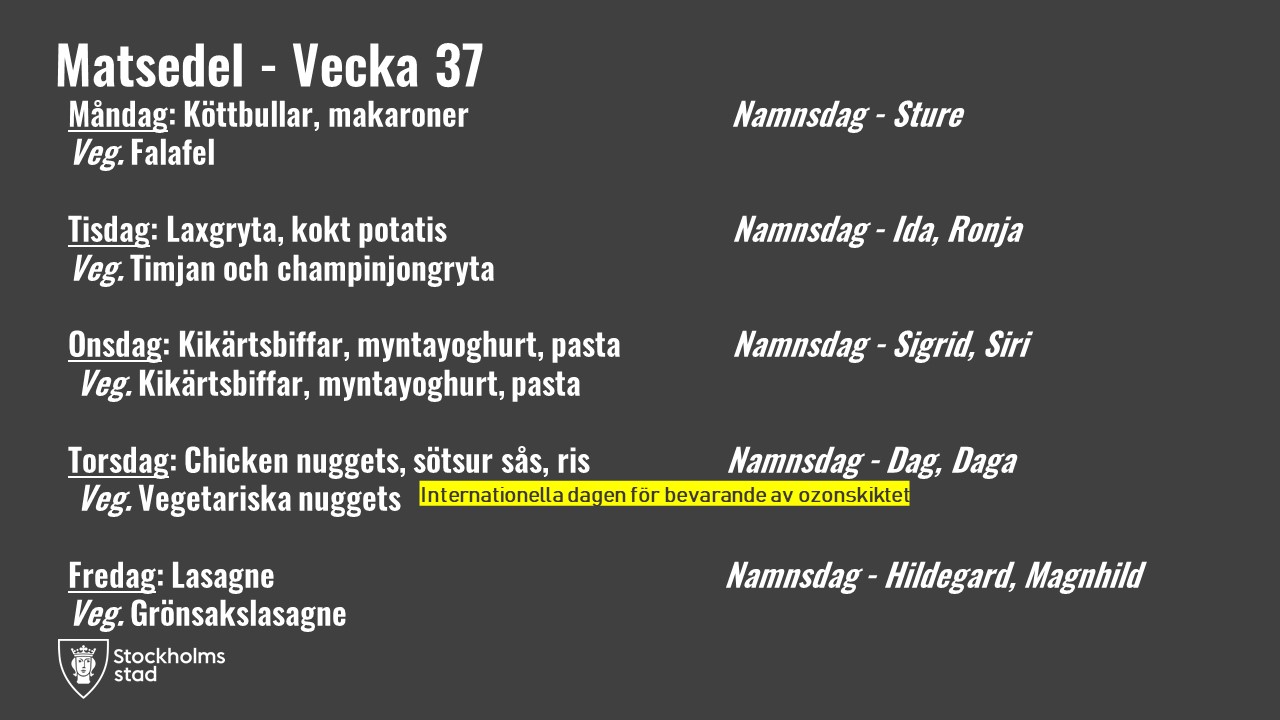 Matsedel - Vecka 37
Måndag: Köttbullar, makaroner Namnsdag - Sture
Veg. Falafel
Tisdag: Laxgryta, kokt potatis Namnsdag - Ida, Ronja
Veg. Timjan och champinjongryta
Onsdag: Kikärtsbiffar, myntayoghurt, pasta Namnsdag - Sigrid, Siri
Veg. Kikärtsbiffar, myntayoghurt, pasta
Torsdag: Chicken nuggets, sötsur sås, ris Namnsdag - Dag, Daga
Veg. Vegetariska nuggets Internationella dagen för bevarande av ozonskiktet
Fredag: Lasagne Namnsdag - Hildegard, Magnhild
Veg. Grönsakslasagne
Stockholms
stad